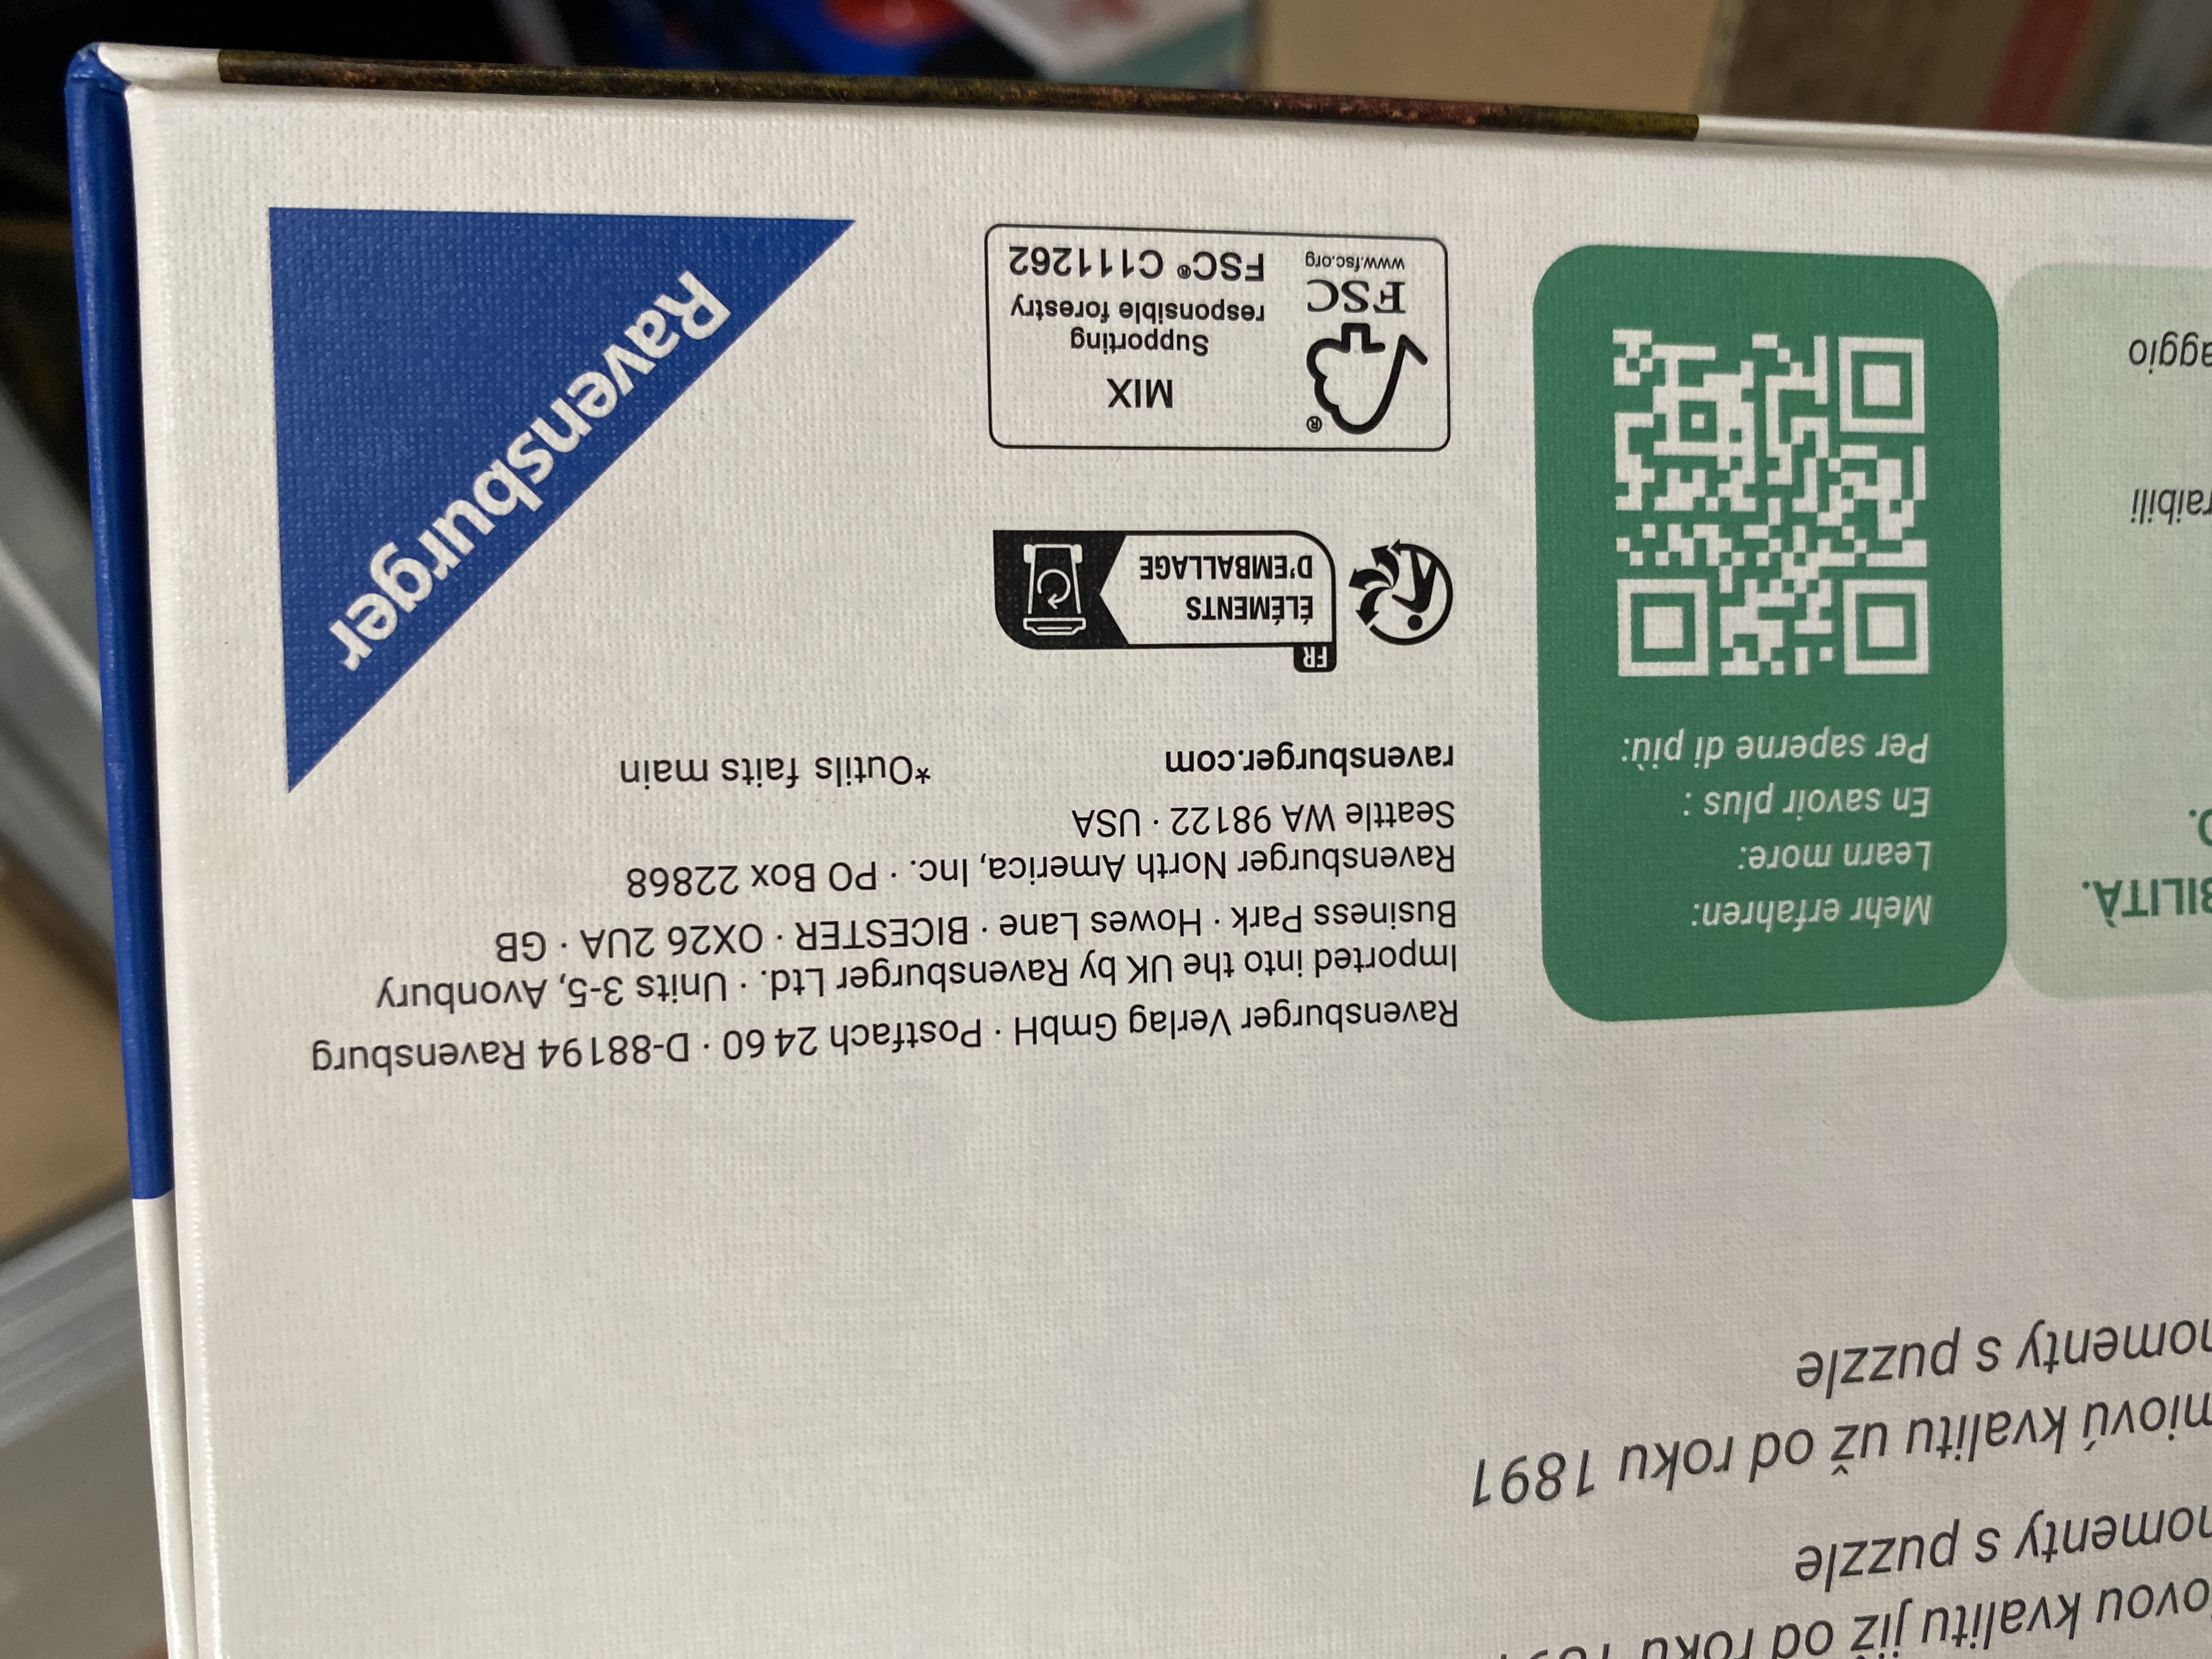 ovou kvalitu již od roku
omenty s puzzle
miovú kvalitu už od roku 1891
omenty s puzzle
BILITÀ.
O.
raibili
aggio
Mehr erfahren:
Learn more:
En savoir plus :
Per saperne di più:
Ravensburger Verlag GmbH · Postfach 24 60 · D-88194 Ravensburg
Imported into the UK by Ravensburger Ltd. · Units 3-5, Avonbury
Business Park · Howes Lane · BICESTER · OX26 2UA · GB
Ravensburger North America, Inc. · PO Box 22868
Seattle WA 98122 · USA
ravensburger.com *Outils faits main
FR
ÉLÉMENTS
D'EMBALLAGE
®
FSC
www.fsc.org
MIX
Supporting
responsible forestry
FSC® C111262
Ravensburger